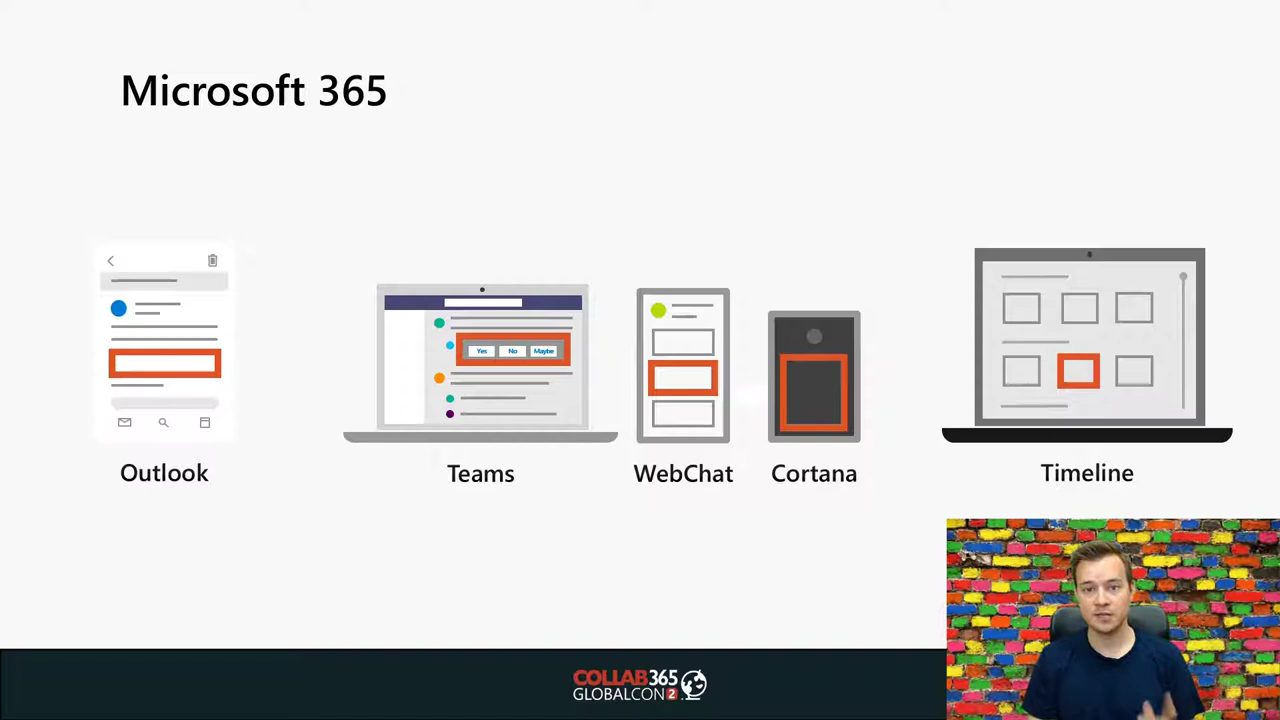 Microsoft 365
Yes No Maybe
Outlook
Teams
WebChat
Cortana
Timeline
COLLAB365
GLOBALCON2